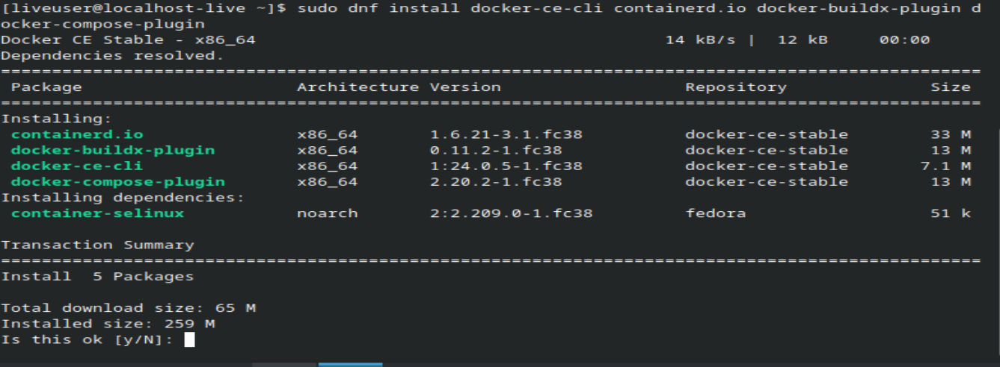 [liveuser@localhost-live ~]$ sudo dnf install docker-ce-cli containerd.io docker-buildx-plugin d
ocker-compose-plugin
Docker CE Stable - x86_64 14 kB/s | 12 kB 00:00
Dependencies resolved.
================================================================================================
Package Architecture Version Repository Size
================================================================================================
Installing:
containerd.io x86_64 1.6.21-3.1.fc38 docker-ce-stable 33 M
docker-buildx-plugin x86_64 0.11.2-1.fc38 docker-ce-stable 13 M
docker-ce-cli x86_64 1:24.0.5-1.fc38 docker-ce-stable 7.1 M
docker-compose-plugin x86_64 2.20.2-1.fc38 docker-ce-stable 13 M
Installing dependencies:
container-selinux noarch 2:2.209.0-1.fc38 fedora 51 k
Transaction Summary
================================================================================================
Install 5 Packages
Total download size: 65 M
Installed size: 259 M
Is this ok [y/N]: